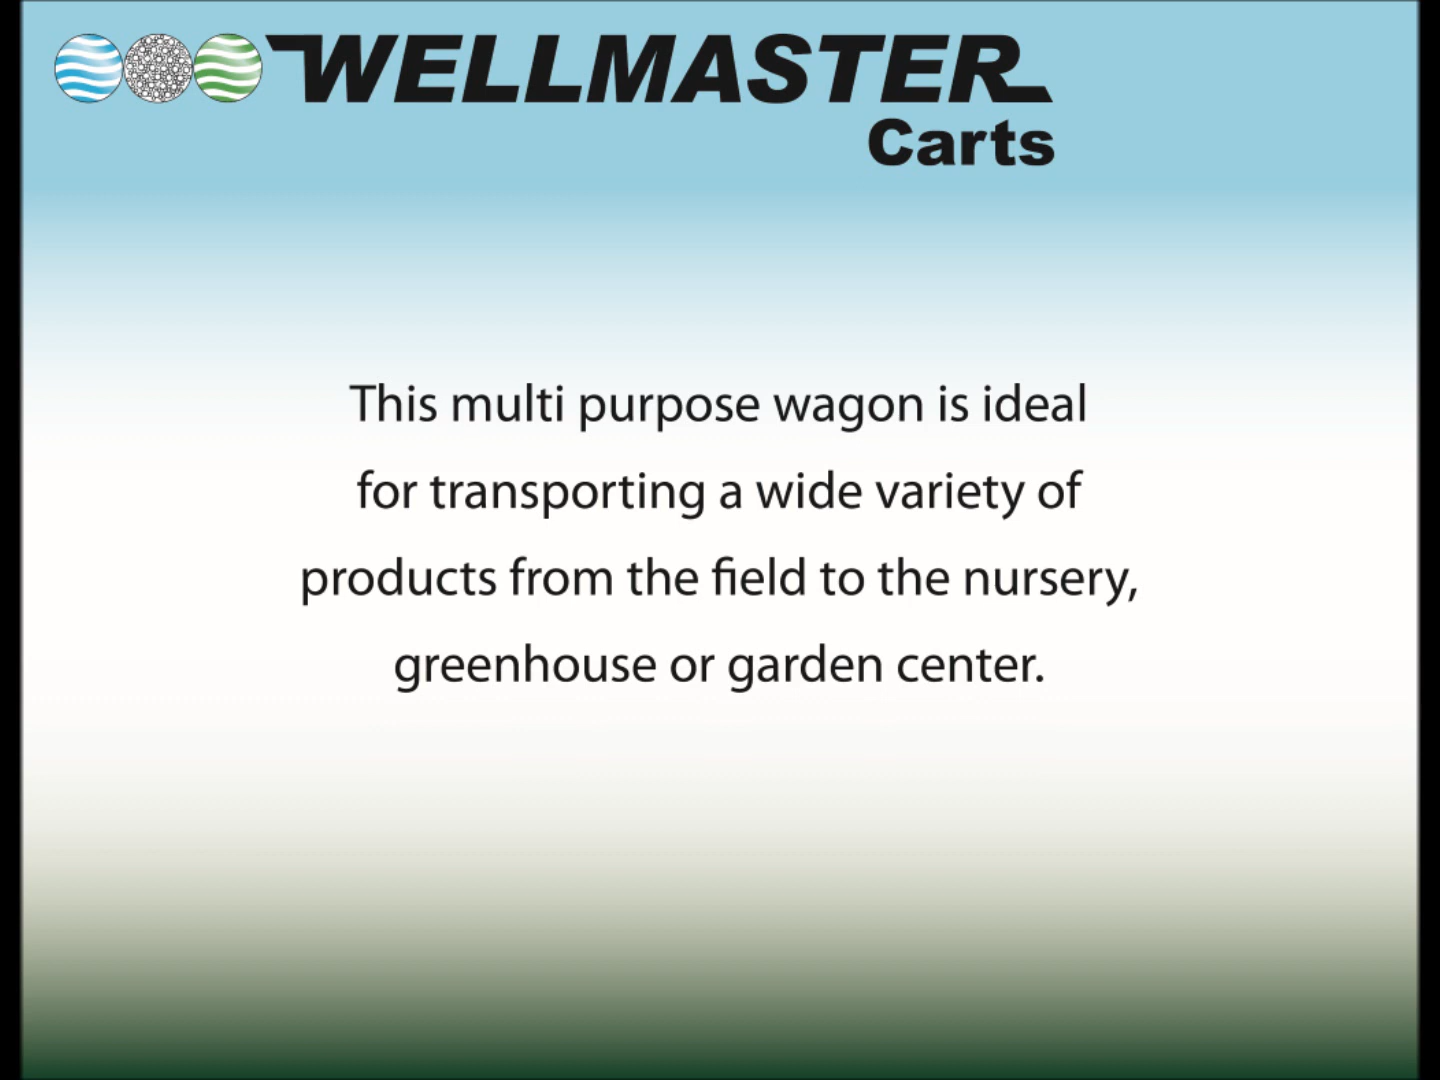 WELLMASTER
Carts
This multi purpose wagon is ideal
for transporting a wide variety of
products from the field to the nursery,
greenhouse or garden center.